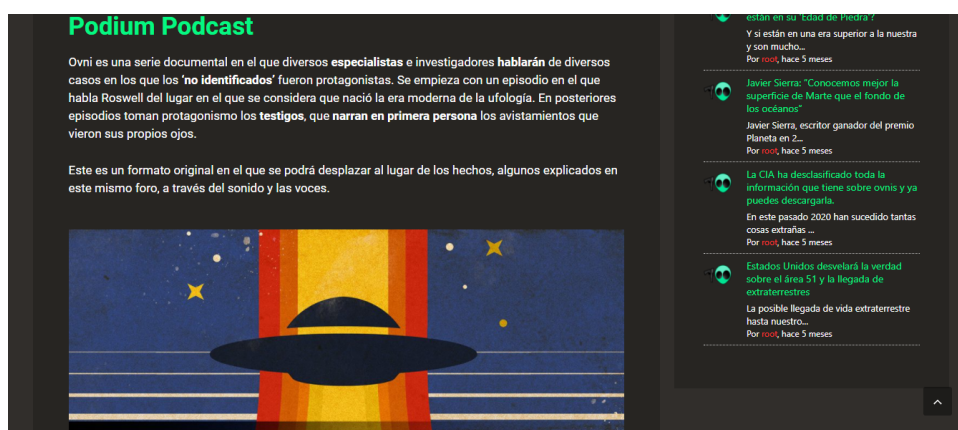 Podium Podcast
Ovni es una serie documental en el que diversos especialistas e investigadores hablarán de diversos
casos en los que los 'no identificados' fueron protagonistas. Se empieza con un episodio en el que
habla Roswell del lugar en el que se considera que nació la era moderna de la ufología. En posteriores
episodios toman protagonismo los testigos, que narran en primera persona los avistamientos que
vieron sus propios ojos.
Este es un formato original en el que se podrá desplazar al lugar de los hechos, algunos explicados en
este mismo foro, a través del sonido y las voces.
están en su 'Edad de Piedra'?
Y si están en una era superior a la nuestra
y son mucho...
Por root, hace 5 meses
Javier Sierra: “Conocemos mejor la
superficie de Marte que el fondo de
los océanos”
Javier Sierra, escritor ganador del premio
Planeta en 2...
Por root, hace 5 meses
La CIA ha desclasificado toda la
información que tiene sobre ovnis y ya
puedes descargarla.
En este pasado 2020 han sucedido tantas
cosas extrañas ...
Por root, hace 5 meses
Estados Unidos desvelará la verdad
sobre el área 51 y la llegada de
extraterrestres
La posible llegada de vida extraterrestre
hasta nuestro...
Por root, hace 5 meses